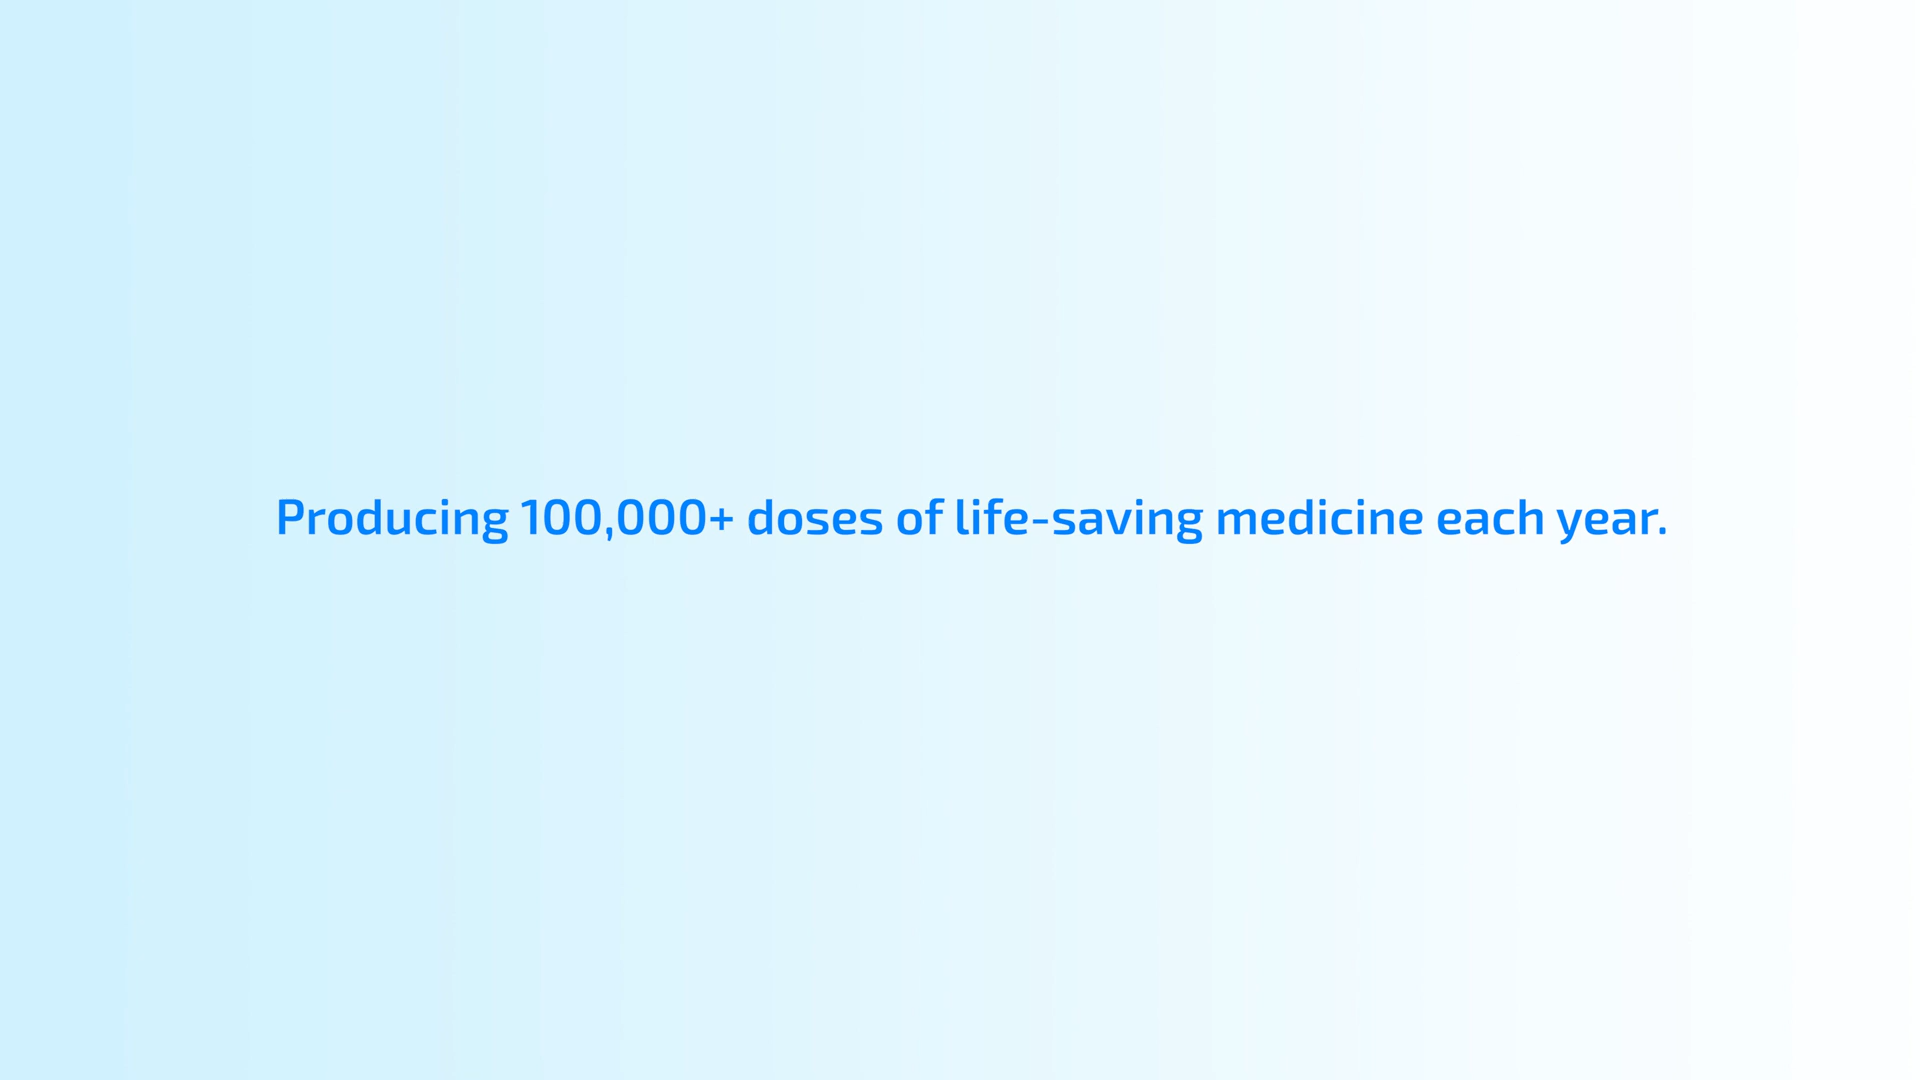 Producing 100,000+ doses of life-saving medicine each year.